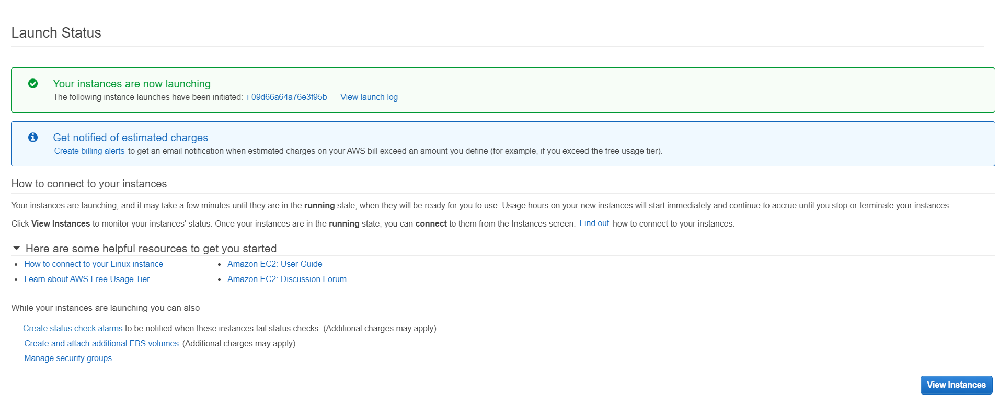 Launch Status
Your instances are now launching
The following instance launches have been initiated: i-09d66a64a76e3f95b View launch log
Get notified of estimated charges
Create billing alerts to get an email notification when estimated charges on your AWS bill exceed an amount you define (for example, if you exceed the free usage tier).
How to connect to your instances
Your instances are launching, and it may take a few minutes until they are in the running state, when they will be ready for you to use. Usage hours on your new instances will start immediately and continue to accrue until you stop or terminate your instances.
Click View Instances to monitor your instances' status. Once your instances are in the running state, you can connect to them from the Instances screen. Find out how to connect to your instances.
Here are some helpful resources to get you started
How to connect to your Linux instance
Learn about AWS Free Usage Tier
Amazon EC2: User Guide
Amazon EC2: Discussion Forum
While your instances are launching you can also
Create status check alarms to be notified when these instances fail status checks. (Additional charges may apply)
Create and attach additional EBS volumes (Additional charges may apply)
Manage security groups
View Instances